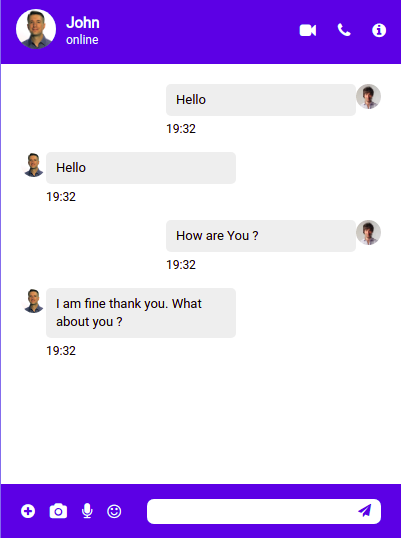 John
online
Hello
19:32
Hello
19:32
How are You ?
19:32
I am fine thank you. What
about you ?
19:32